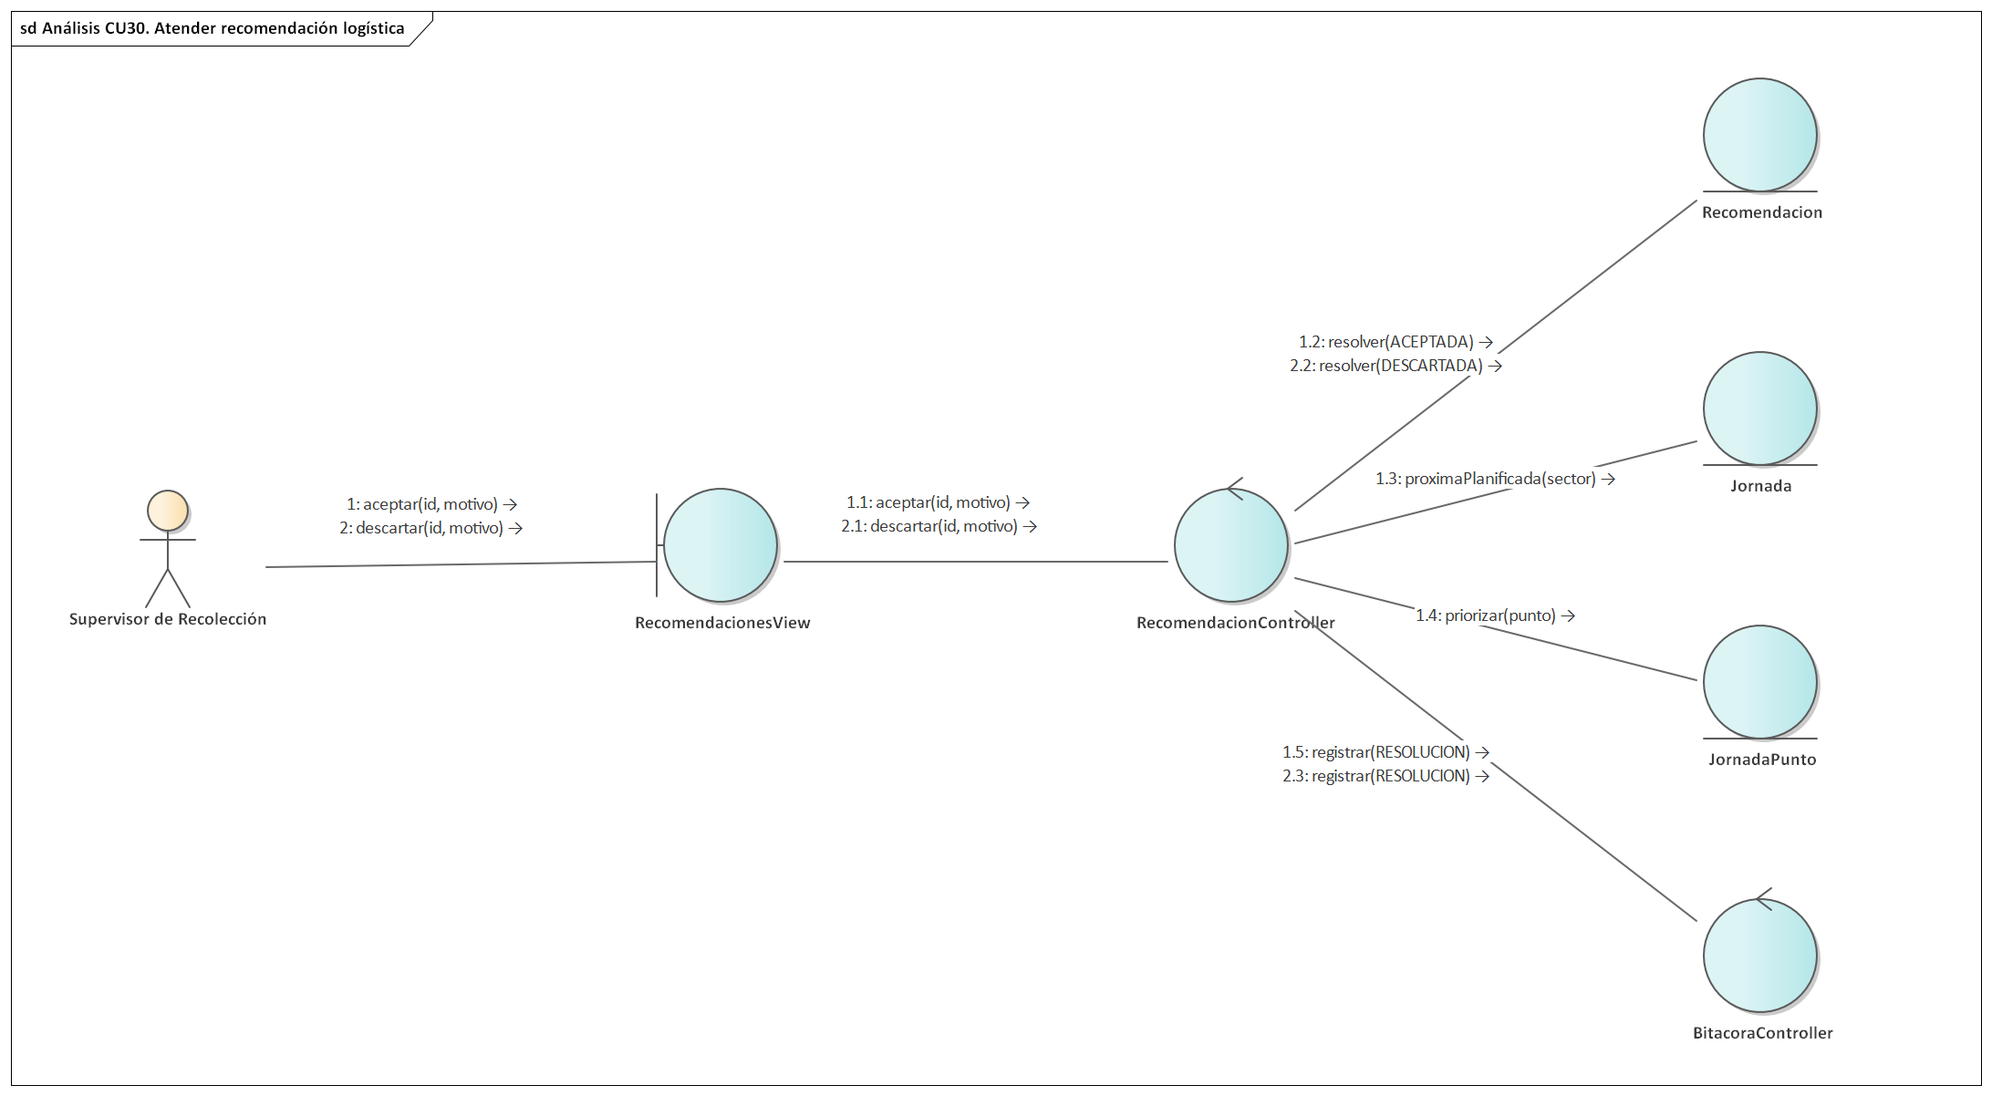 sd Análisis CU30. Atender recomendación logística
Recomendacion
1.2: resolver(ACEPTADA) →
2.2: resolver(DESCARTADA) →
1.3: proximaPlanificada(sector) →
Jornada
1: aceptar(id, motivo) →
2: descartar(id, motivo) →
1.1: aceptar(id, motivo) →
2.1: descartar(id, motivo) →
Supervisor de Recolección
RecomendacionesView
RecomendacionController
1.4: priorizar(punto) →
JornadaPunto
1.5: registrar(RESOLUCION) →
2.3: registrar(RESOLUCION) →
BitacoraController